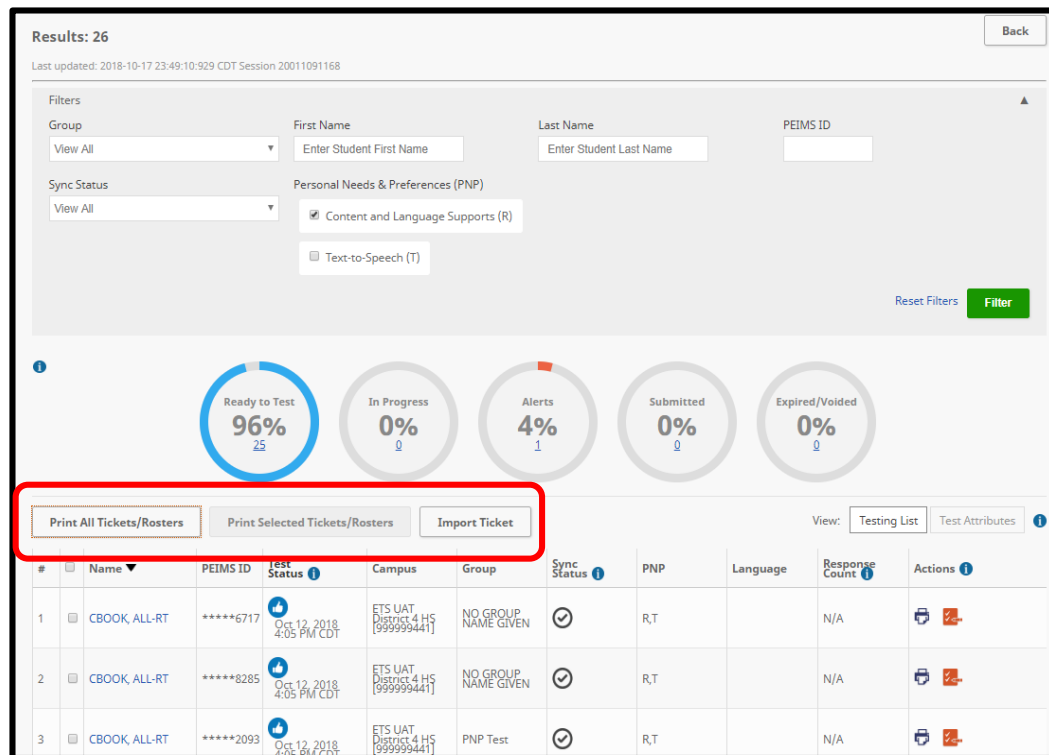 Results: 26
Back
Last updated: 2018-10-17 23:49:10:929 CDT Session 20011091168
Filters
Group First Name Last Name PEIMS ID
View All Enter Student First Name Enter Student Last Name
Sync Status Personal Needs & Preferences (PNP)
View All Content and Language Supports (R)
Text-to-Speech (T)
Reset Filters Filter
Ready to Test In Progress Alerts Submitted Expired/Voided
96% 0% 4% 0% 0%
25 0 1 0 0
Print All Tickets/Rosters Print Selected Tickets/Rosters Import Ticket View: Testing List Test Attributes
# Name PEIMS ID Test Status Campus Group Sync Status PNP Language Response Count Actions
1 CBOOK, ALL-RT *****6717 Oct 12, 2018 4:05 PM CDT ETS UAT District 4 HS [999999441] NO GROUP NAME GIVEN R,T N/A
2 CBOOK, ALL-RT *****8285 Oct 12, 2018 4:05 PM CDT ETS UAT District 4 HS [999999441] NO GROUP NAME GIVEN R,T N/A
3 CBOOK, ALL-RT *****2093 Oct 12, 2018 4:05 PM CDT ETS UAT District 4 HS [999999441] PNP Test R,T N/A